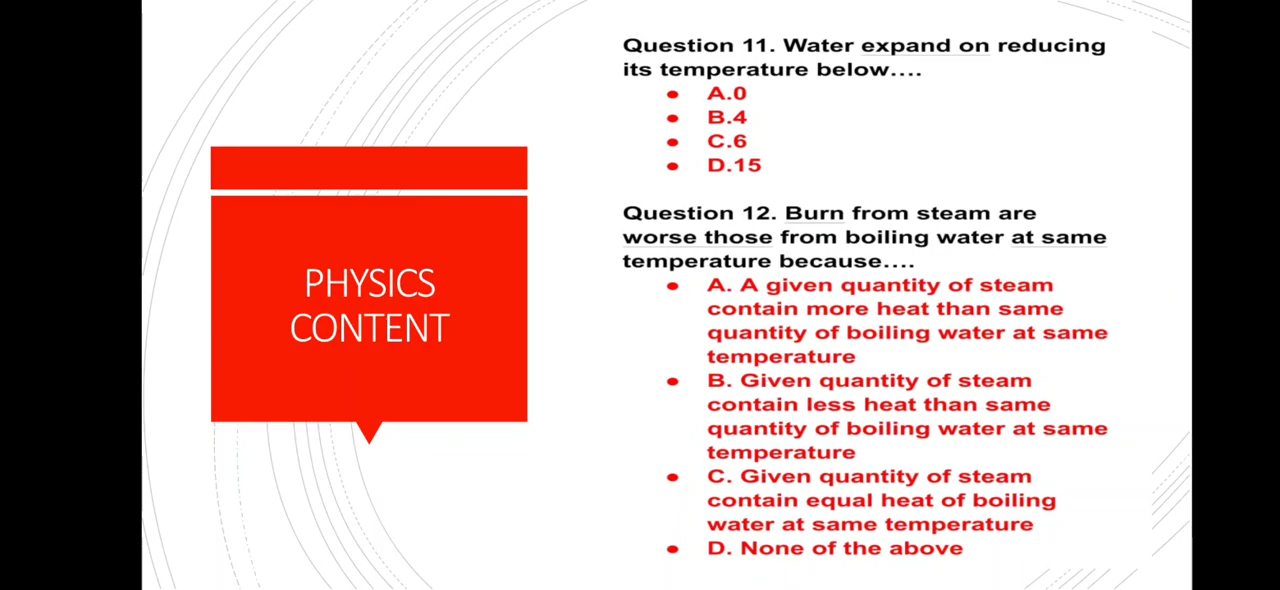 PHYSICS
CONTENT
Question 11. Water expand on reducing
its temperature below....
A.0
B.4
C.6
D.15
Question 12. Burn from steam are
worse those from boiling water at same
temperature because....
A. A given quantity of steam
contain more heat than same
quantity of boiling water at same
temperature
B. Given quantity of steam
contain less heat than same
quantity of boiling water at same
temperature
C. Given quantity of steam
contain equal heat of boiling
water at same temperature
D. None of the above